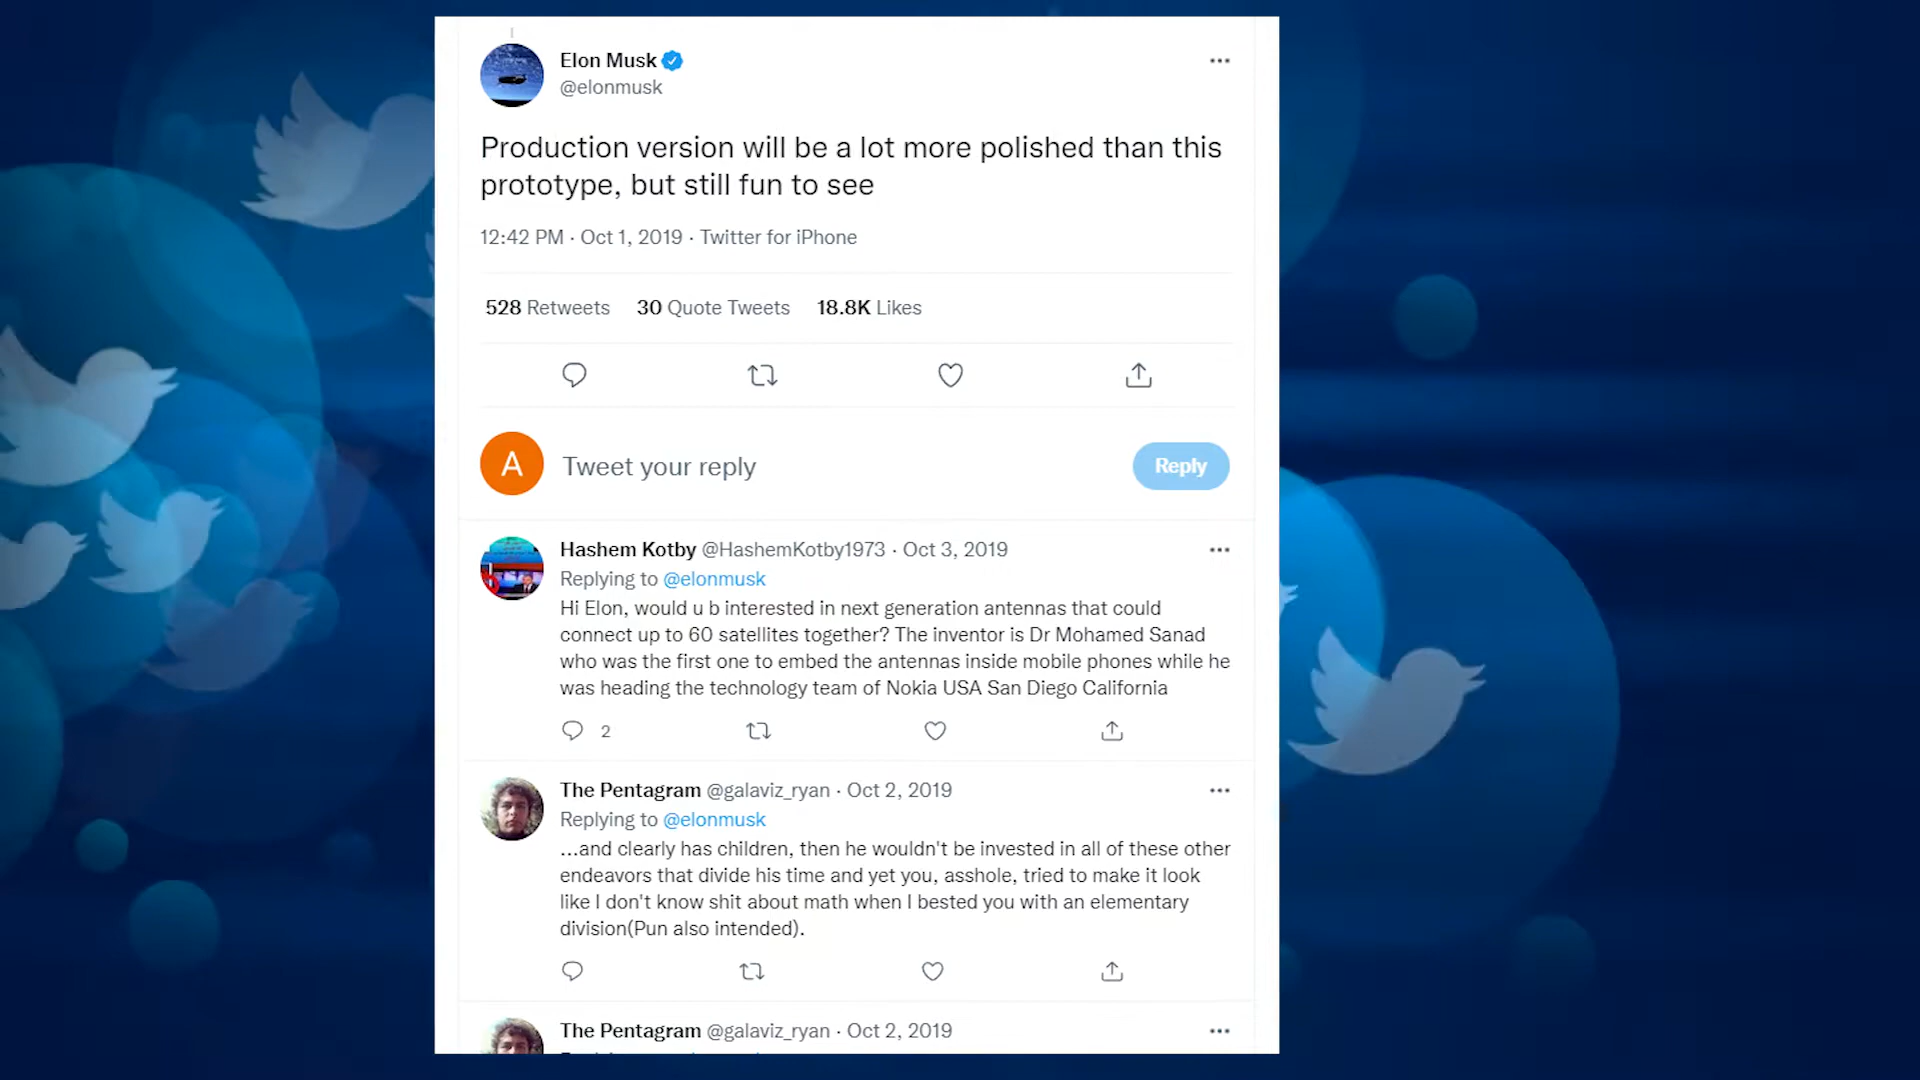 Elon Musk
@elonmusk
Production version will be a lot more polished than this
prototype, but still fun to see
12:42 PM · Oct 1, 2019 · Twitter for iPhone
528 Retweets 30 Quote Tweets 18.8K Likes
A Tweet your reply Reply
Hashem Kotby @HashemKotby1973 · Oct 3, 2019
Replying to @elonmusk
Hi Elon, would u b interested in next generation antennas that could
connect up to 60 satellites together? The inventor is Dr Mohamed Sanad
who was the first one to embed the antennas inside mobile phones while he
was heading the technology team of Nokia USA San Diego California
2
The Pentagram @galaviz_ryan · Oct 2, 2019
Replying to @elonmusk
...and clearly has children, then he wouldn't be invested in all of these other
endeavors that divide his time and yet you, asshole, tried to make it look
like I don't know shit about math when I bested you with an elementary
division(Pun also intended).
The Pentagram @galaviz_ryan · Oct 2, 2019